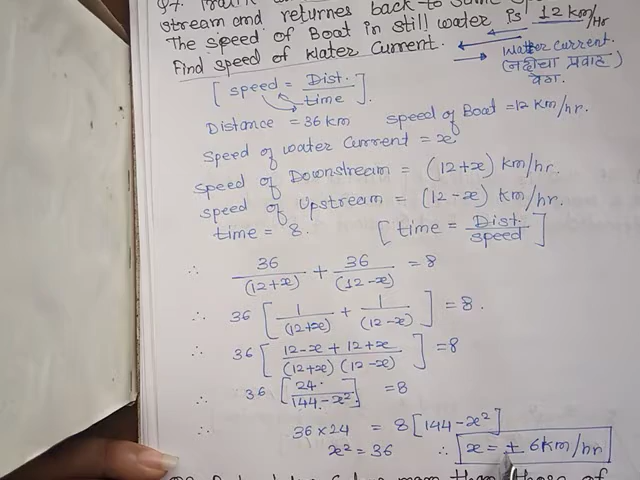 stream and returnes back to same
The speed of Boat in still water is 12 km/Hr
Find speed of Water Current.
Water current.
(नदीचा प्रवाह)
वेग.
[speed = Dist./time].
Distance = 36 km speed of Boat = 12 Km/hr.
Speed of water Current = x
speed of Downstream = (12+x) Km/hr.
speed of Upstream = (12-x) Km/hr.
time = 8. [time = Dist./speed]
∴ 36/(12+x) + 36/(12-x) = 8
∴ 36 [1/(12+x) + 1/(12-x)] = 8.
∴ 36 [12-x + 12+x/(12+x)(12-x)] = 8
∴ 36 [24./144-x²] = 8
∴ 36 × 24 = 8 [144-x²]
x² = 36 ∴ x = ± 6 Km/hr